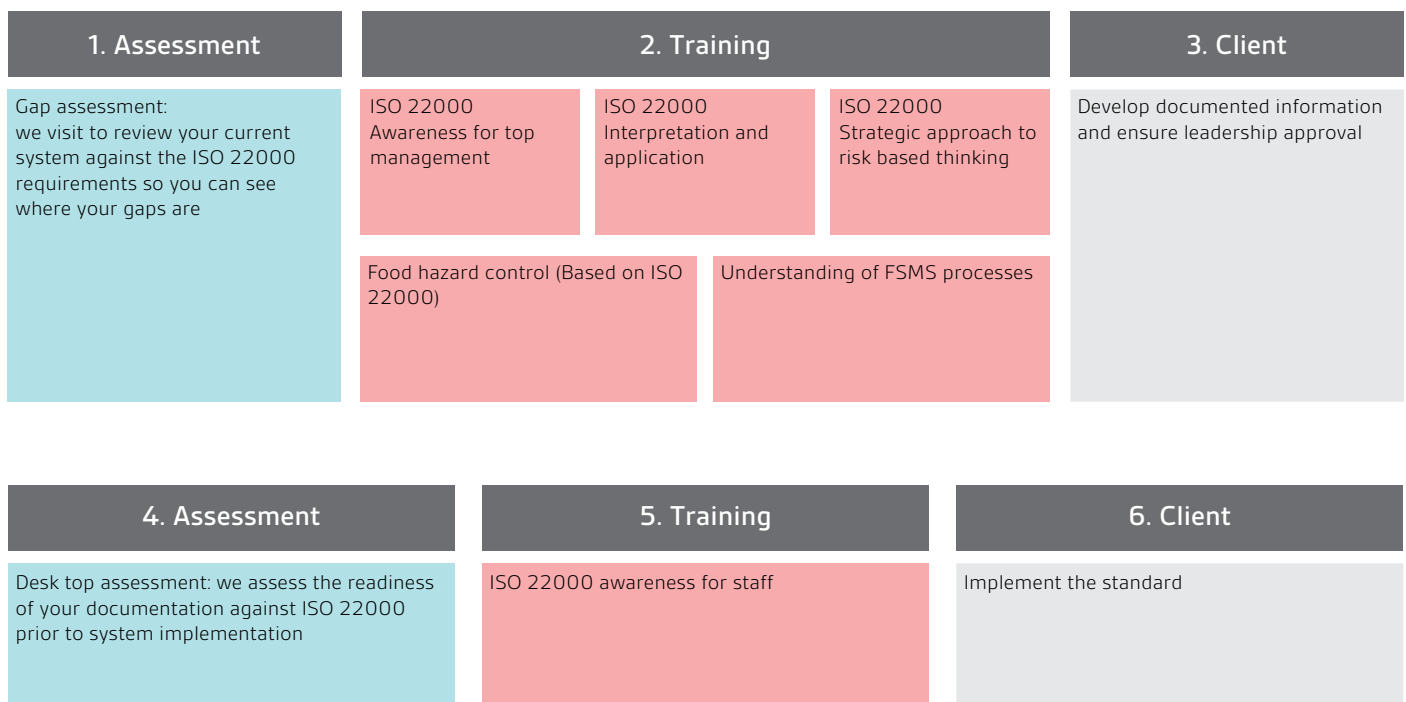 1. Assessment
2. Training
3. Client
Gap assessment:
we visit to review your current
system against the ISO 22000
requirements so you can see
where your gaps are
ISO 22000
Awareness for top
management
ISO 22000
Interpretation and
application
ISO 22000
Strategic approach to
risk based thinking
Food hazard control (Based on ISO
22000)
Understanding of FSMS processes
Develop documented information
and ensure leadership approval
4. Assessment
5. Training
6. Client
Desk top assessment: we assess the readiness
of your documentation against ISO 22000
prior to system implementation
ISO 22000 awareness for staff
Implement the standard